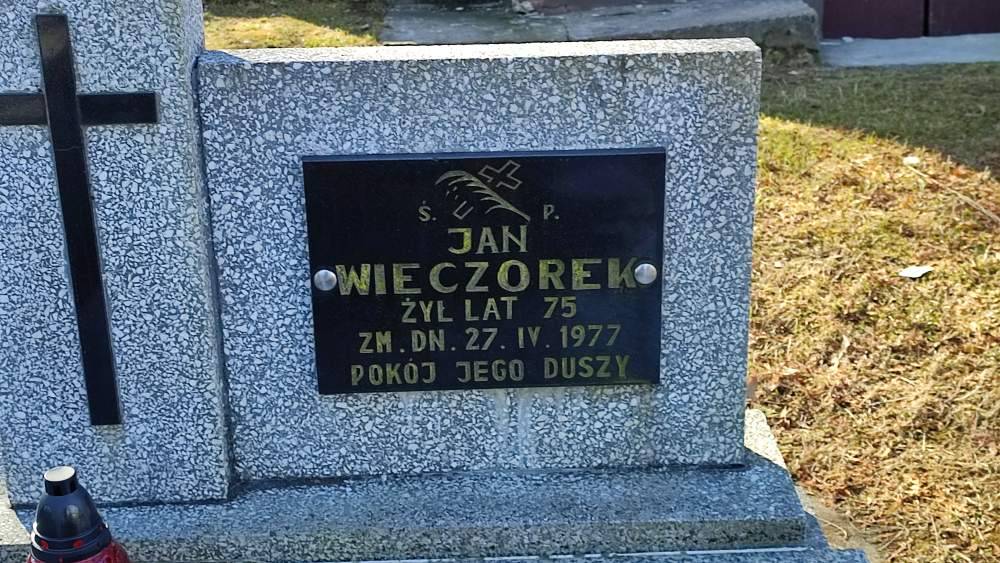 Ś. P.
JAN
WIECZOREK
ŻYŁ LAT 75
ZM. DN. 27. IV. 1977
POKÓJ JEGO DUSZY